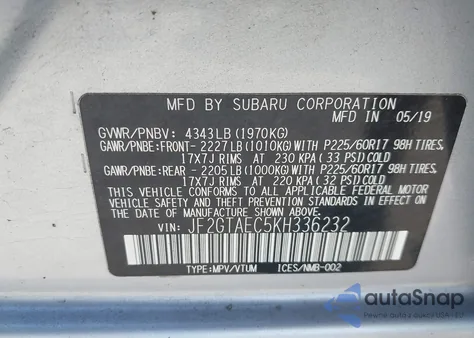 MFD BY SUBARU CORPORATION
MFD IN 05/19
GVWR/PNBV: 4343LB(1970KG)
GAWR/PNBE:FRONT-2227LB(1010KG)WITH P225/60R17 98H TIRES,
17X7J RIMS AT 230 KPA(33 PSI)COLD
GAWR/PNBE:REAR -2205LB(1000KG)WITH P225/60R17 98H TIRES,
17X7J RIMS AT 220 KPA(32 PSI)COLD
THIS VEHICLE CONFORMS TO ALL APPLICABLE FEDERAL MOTOR
VEHICLE SAFETY STANDARDS IN EFFECT ON THE DATE OF
MANUFACTURE SHOWN ABOVE.
VIN: JF2GTAEC5KH336232
TYPE:MPV/VTUM ICES/NMB-002
autoSnap
Auctions from U.S.A - EU